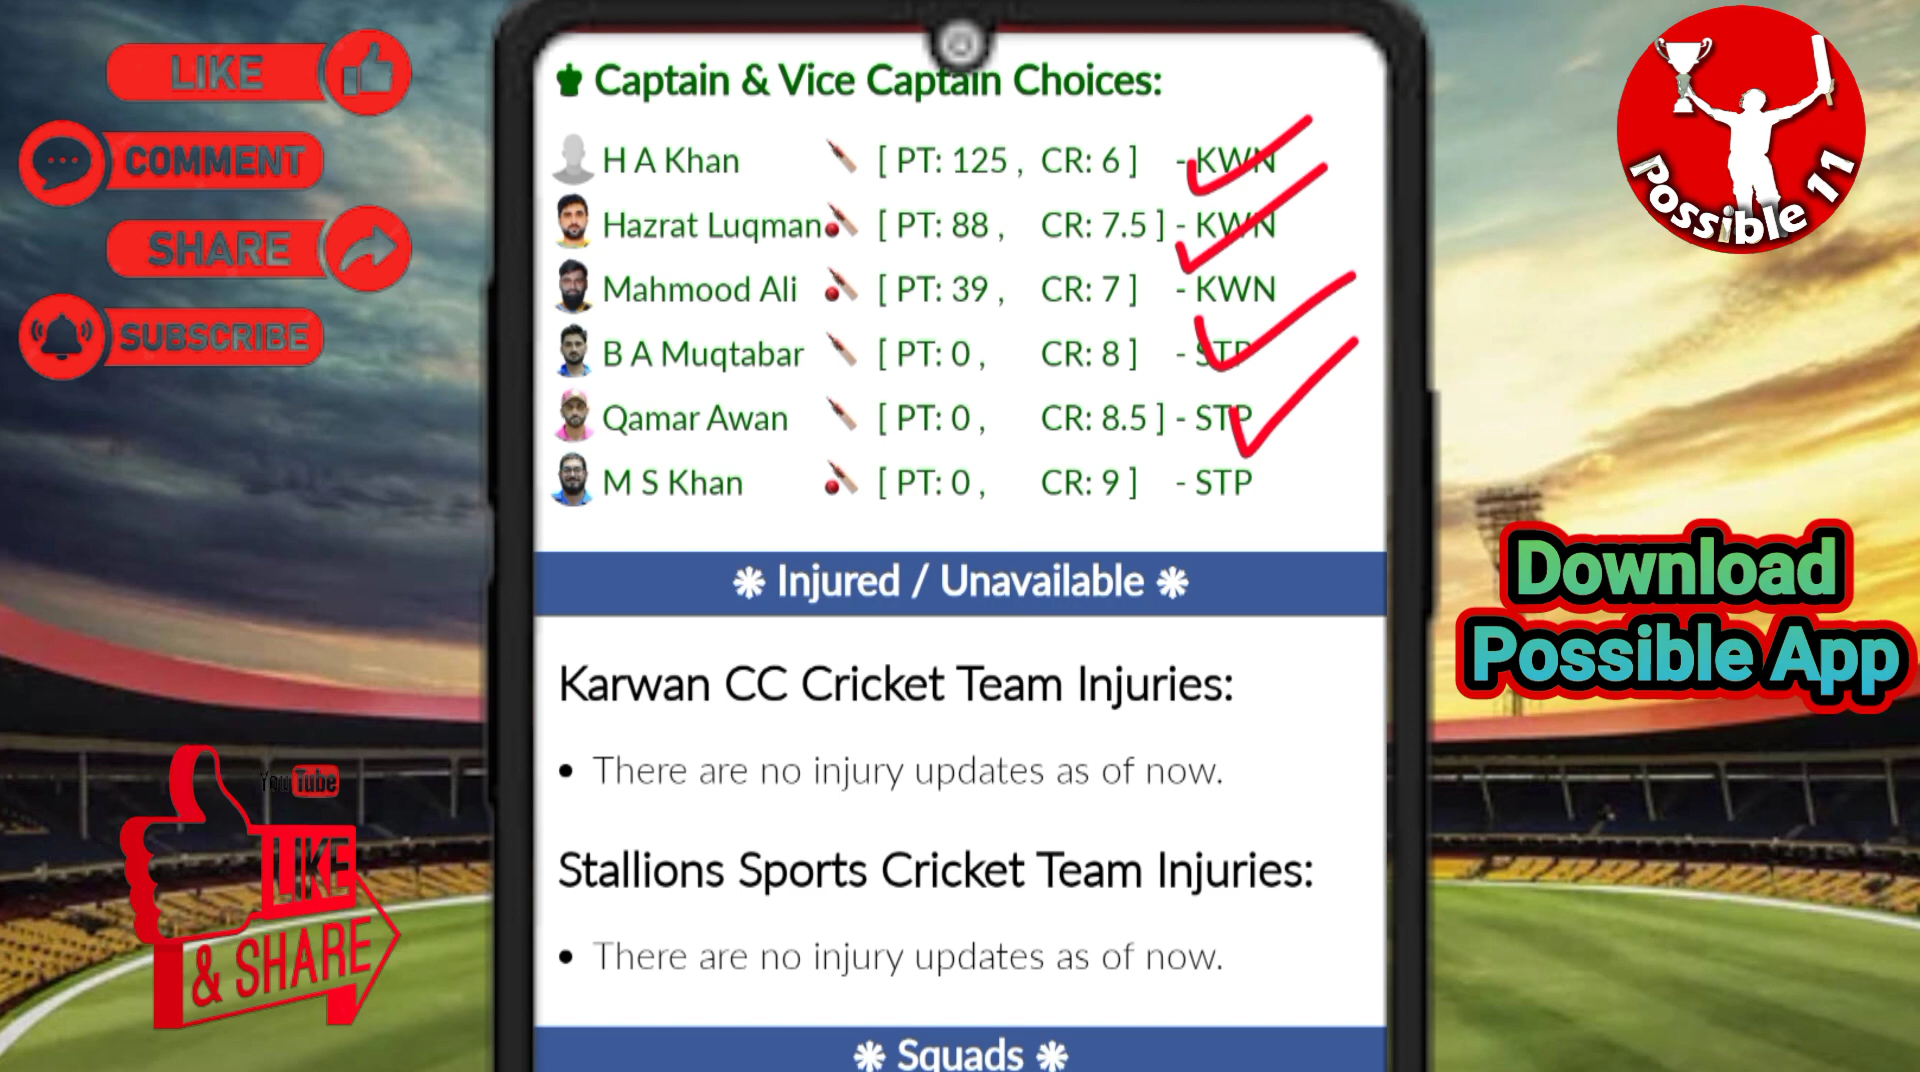 LIKE
COMMENT
SHARE
SUBSCRIBE
Captain & Vice Captain Choices:
H A Khan [ PT: 125 , CR: 6 ] - KWN
Hazrat Luqman [ PT: 88 , CR: 7.5 ] - KWN
Mahmood Ali [ PT: 39 , CR: 7 ] - KWN
B A Muqtabar [ PT: 0 , CR: 8 ] - STP
Qamar Awan [ PT: 0 , CR: 8.5 ] - STP
M S Khan [ PT: 0 , CR: 9 ] - STP
Injured / Unavailable
Karwan CC Cricket Team Injuries:
• There are no injury updates as of now.
Stallions Sports Cricket Team Injuries:
• There are no injury updates as of now.
Squads
Possible 11
Download
Possible App
YouTube
LIKE
& SHARE